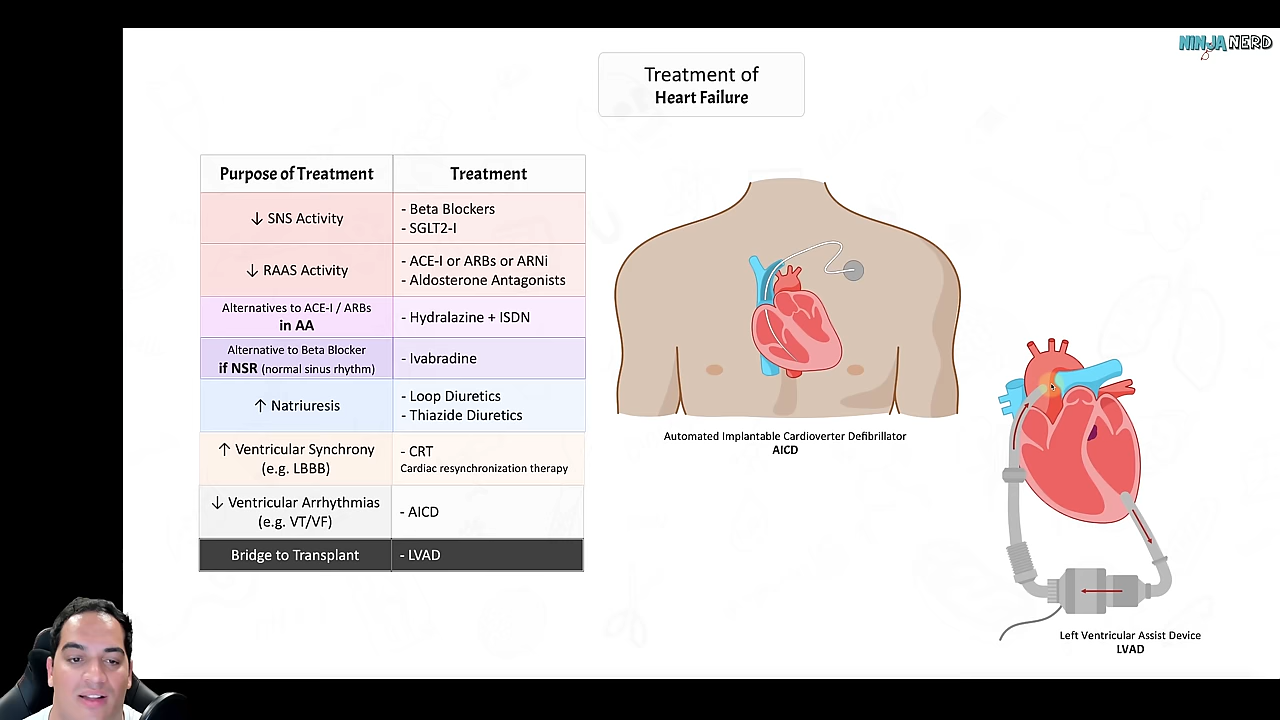 NINJA NERD
Treatment of
Heart Failure
Purpose of Treatment
Treatment
↓ SNS Activity
- Beta Blockers
- SGLT2-I
↓ RAAS Activity
- ACE-I or ARBs or ARNi
- Aldosterone Antagonists
Alternatives to ACE-I / ARBs
in AA
- Hydralazine + ISDN
Alternative to Beta Blocker
if NSR (normal sinus rhythm)
- Ivabradine
↑ Natriuresis
- Loop Diuretics
- Thiazide Diuretics
↑ Ventricular Synchrony
(e.g. LBBB)
- CRT
Cardiac resynchronization therapy
↓ Ventricular Arrhythmias
(e.g. VT/VF)
- AICD
Bridge to Transplant
- LVAD
Automated Implantable Cardioverter Defibrillator
AICD
Left Ventricular Assist Device
LVAD